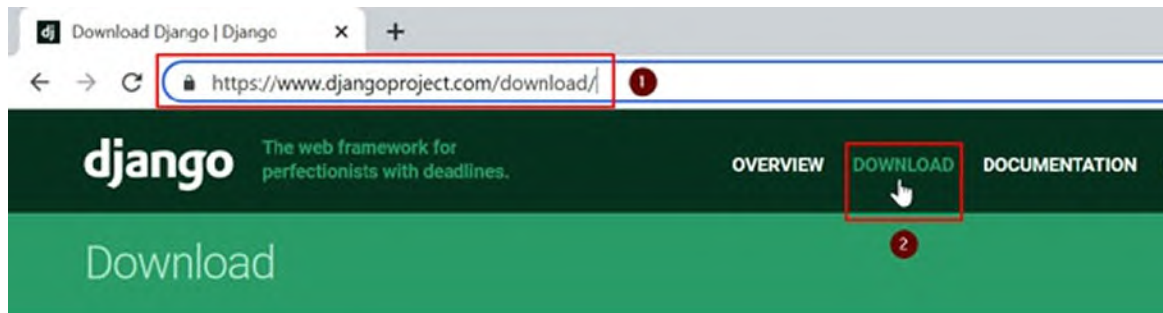 dj Download Django | Djang
https://www.djangoproject.com/download/
1
django
The web framework for
perfectionists with deadlines.
OVERVIEW DOWNLOAD DOCUMENTATION
2
Download